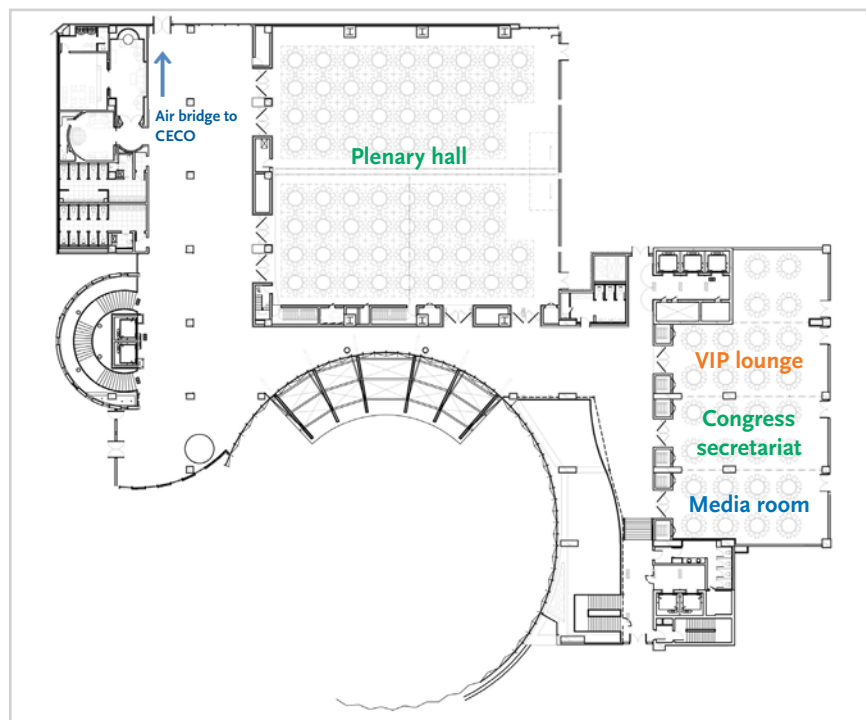 Air bridge to
CECO
Plenary hall
VIP lounge
Congress
secretariat
Media room